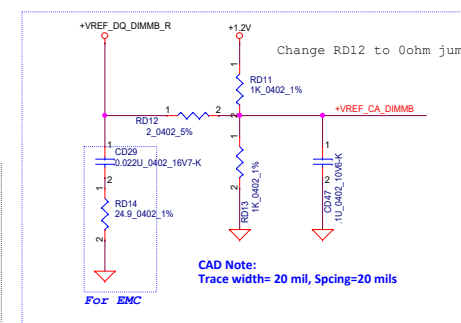 +VREF_DQ_DIMMB_R
+1.2V
Change RD12 to 0ohm jum
1
RD11
1K_0402_1%
2
+VREF_CA_DIMMB
1
2
RD12
2_0402_5%
1
CD29
0.022U_0402_16V7-K
2
1
RD14
24.9_0402_1%
2
1
RD13
1K_0402_1%
2
1
2
CD47
.1U_0402_10V6-K
CAD Note:
Trace width= 20 mil, Spcing=20 mils
For EMC